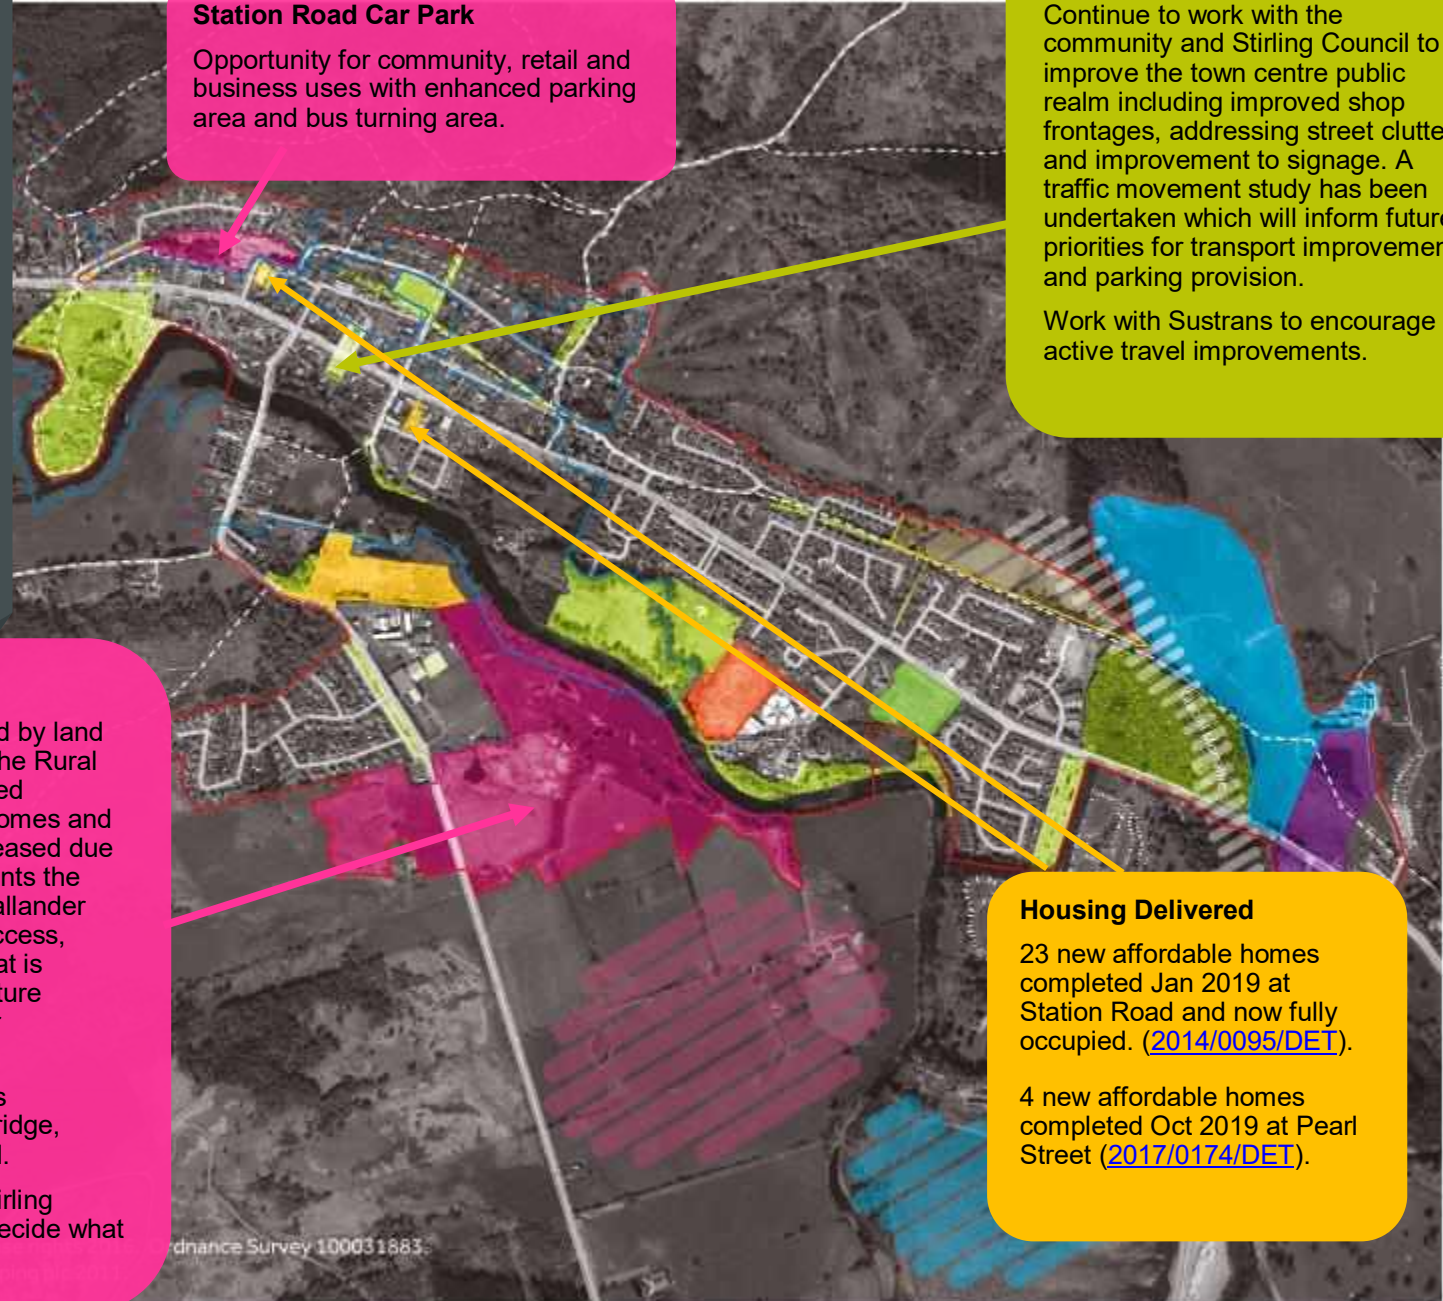 Station Road Car Park
Opportunity for community, retail and
business uses with enhanced parking
area and bus turning area.
Continue to work with the
community and Stirling Council to
improve the town centre public
realm including improved shop
frontages, addressing street clutte
and improvement to signage. A
traffic movement study has been
undertaken which will inform future
priorities for transport improvemen
and parking provision.
Work with Sustrans to encourage
active travel improvements.
d by land
he Rural
ed
omes and
eased due
nts the
allander
ccess,
at is
ture
s
ridge,
l.
irling
ecide what
Housing Delivered
23 new affordable homes
completed Jan 2019 at
Station Road and now fully
occupied. (2014/0095/DET).
4 new affordable homes
completed Oct 2019 at Pearl
Street (2017/0174/DET).
rdnance Survey 100031883.